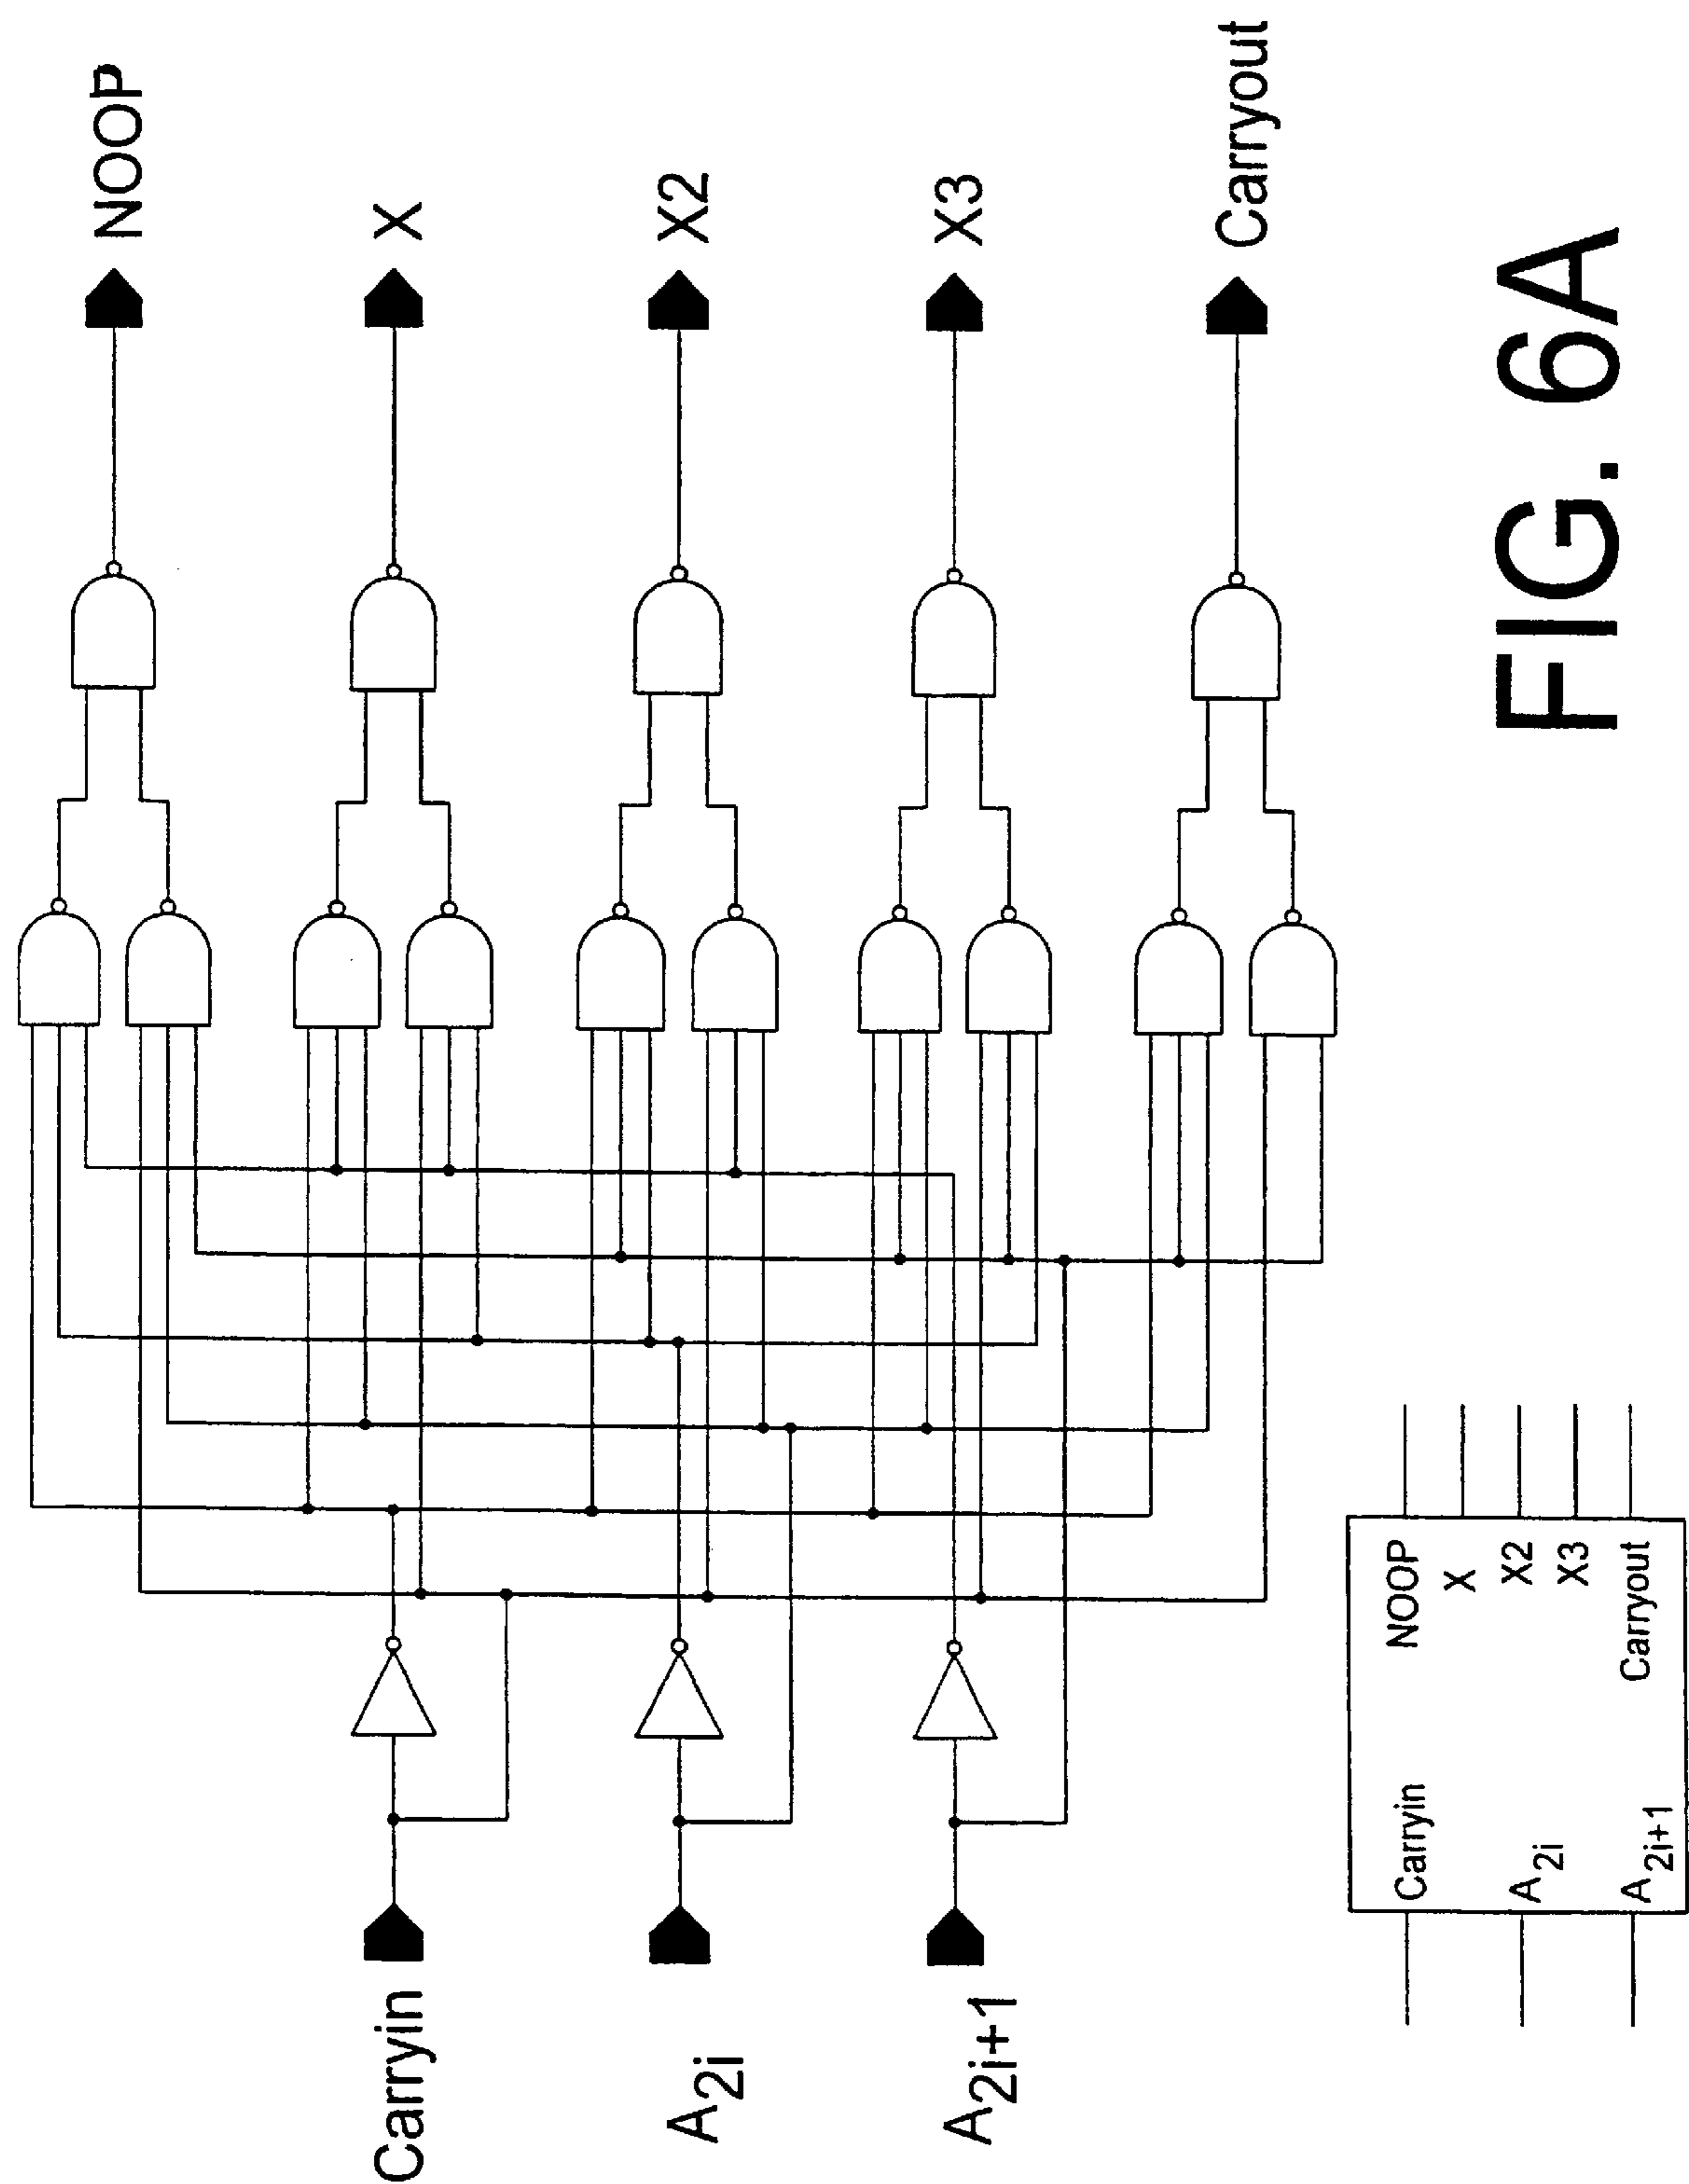 Carryin
A2i
A2i+1
NOOP
X
X2
X3
Carryout
Carryin
A2i
A2i+1
NOOP
X
X2
X3
Carryout
FIG. 6A